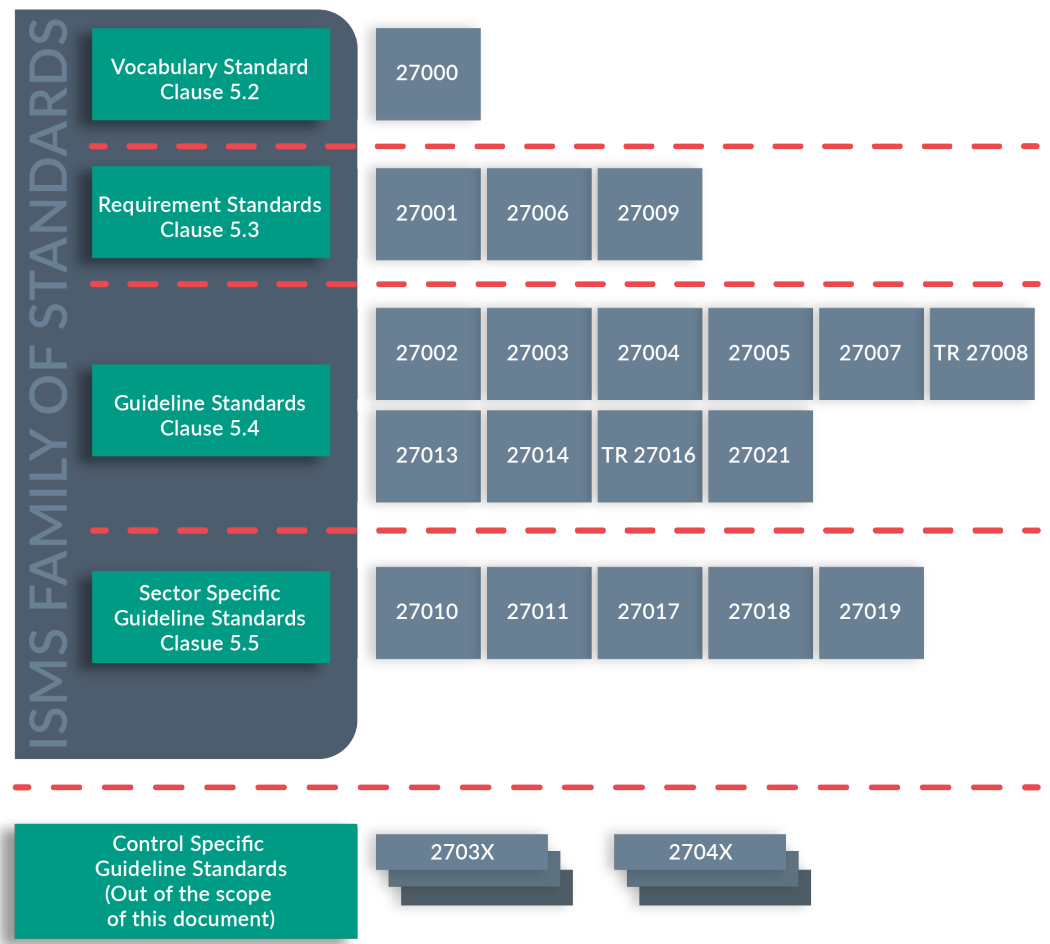 ISMS FAMILY OF STANDARDS
Vocabulary Standard
Clause 5.2
27000
Requirement Standards
Clause 5.3
27001 27006 27009
Guideline Standards
Clause 5.4
27002 27003 27004 27005 27007 TR 27008
27013 27014 TR 27016 27021
Sector Specific
Guideline Standards
Clasue 5.5
27010 27011 27017 27018 27019
Control Specific
Guideline Standards
(Out of the scope
of this document)
2703X 2704X